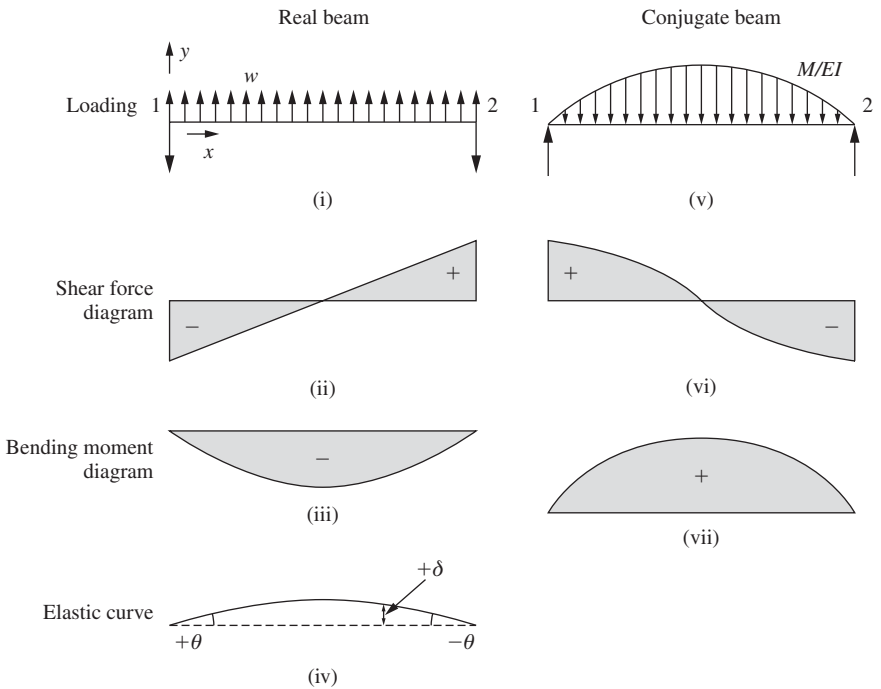 Real beam
Conjugate beam
y
w
M/EI
Loading
1
2
1
2
x
(i)
(v)
+
+
Shear force
diagram
−
−
(ii)
(vi)
Bending moment
diagram
−
+
(iii)
(vii)
+δ
Elastic curve
+θ
−θ
(iv)